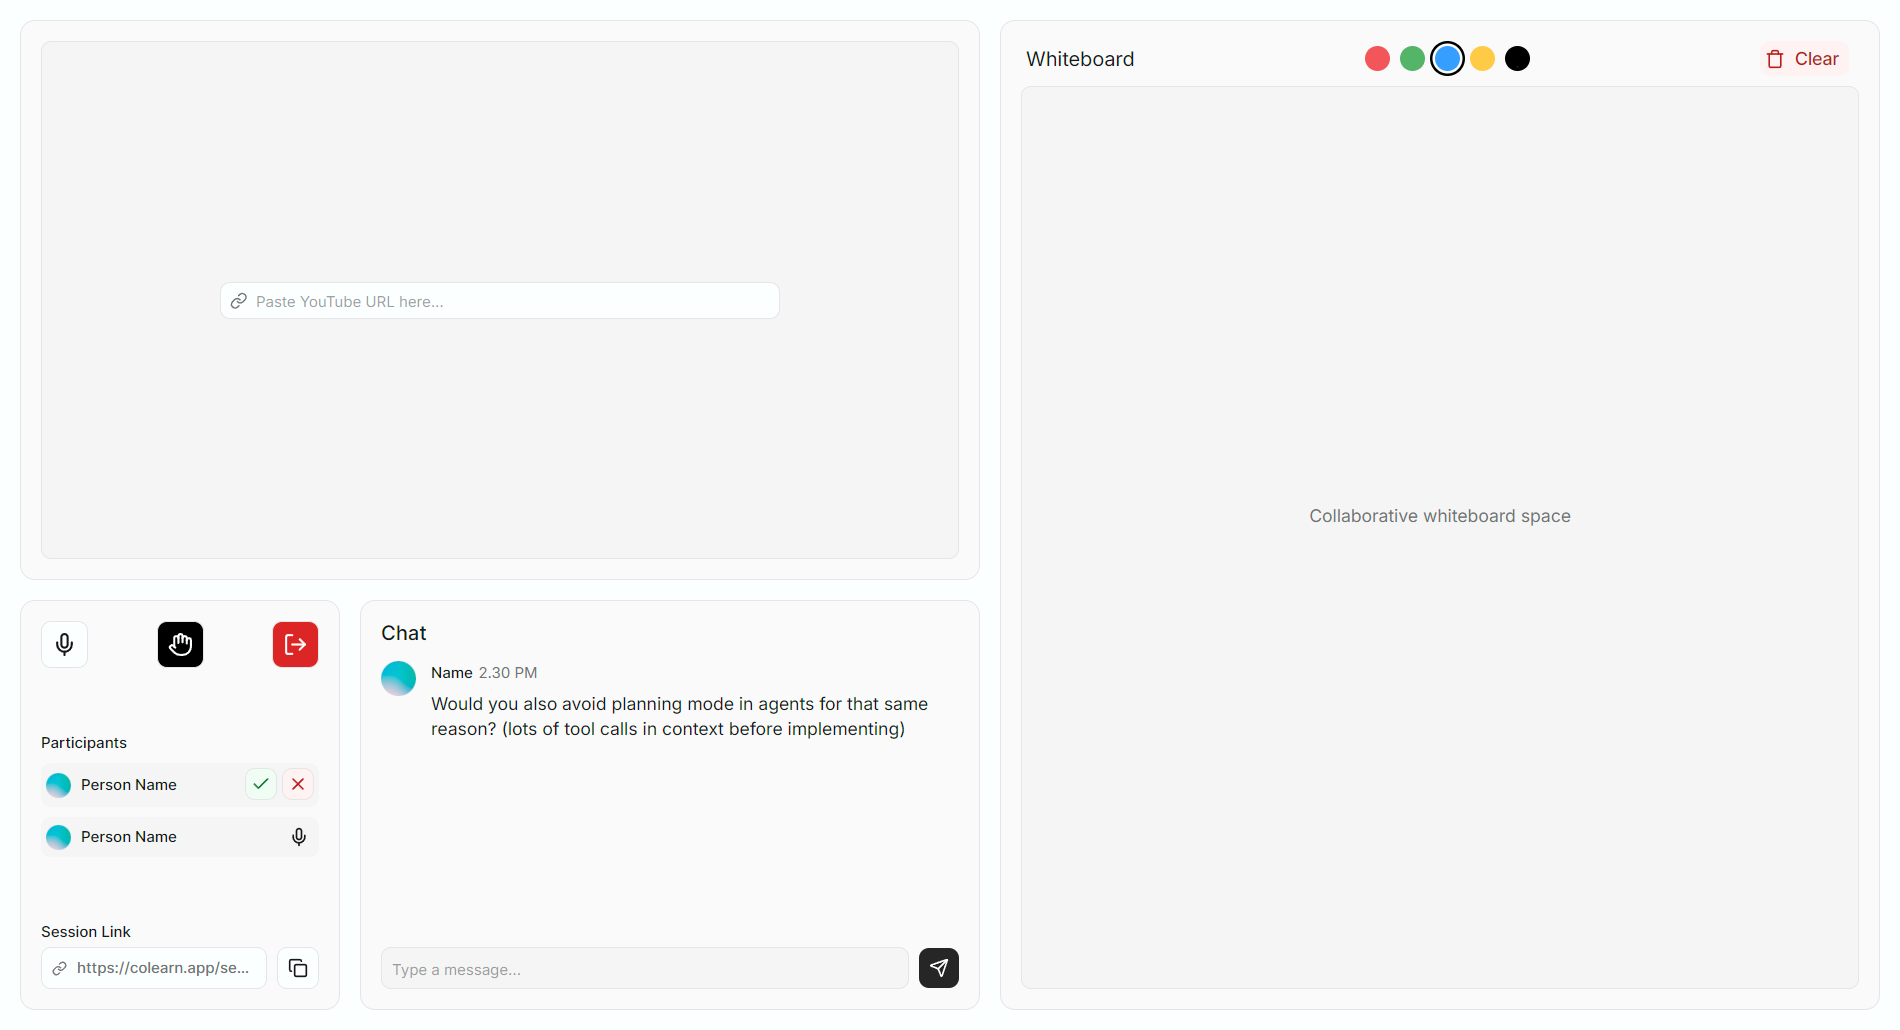 Paste YouTube URL here...
Whiteboard
Clear
Collaborative whiteboard space
Participants
Person Name
Person Name
Session Link
https://colearn.app/se...
Chat
Name 2.30 PM
Would you also avoid planning mode in agents for that same
reason? (lots of tool calls in context before implementing)
Type a message...